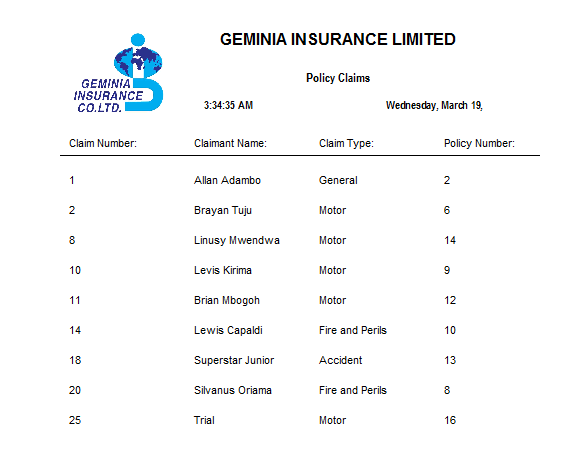 GEMINIA INSURANCE LIMITED
GEMINIA
INSURANCE
CO.LTD.
Policy Claims
3:34:35 AM Wednesday, March 19,
Claim Number: Claimant Name: Claim Type: Policy Number:
1 Allan Adambo General 2
2 Brayan Tuju Motor 6
8 Linusy Mwendwa Motor 14
10 Levis Kirima Motor 9
11 Brian Mbogoh Motor 12
14 Lewis Capaldi Fire and Perils 10
18 Superstar Junior Accident 13
20 Silvanus Oriama Fire and Perils 8
25 Trial Motor 16